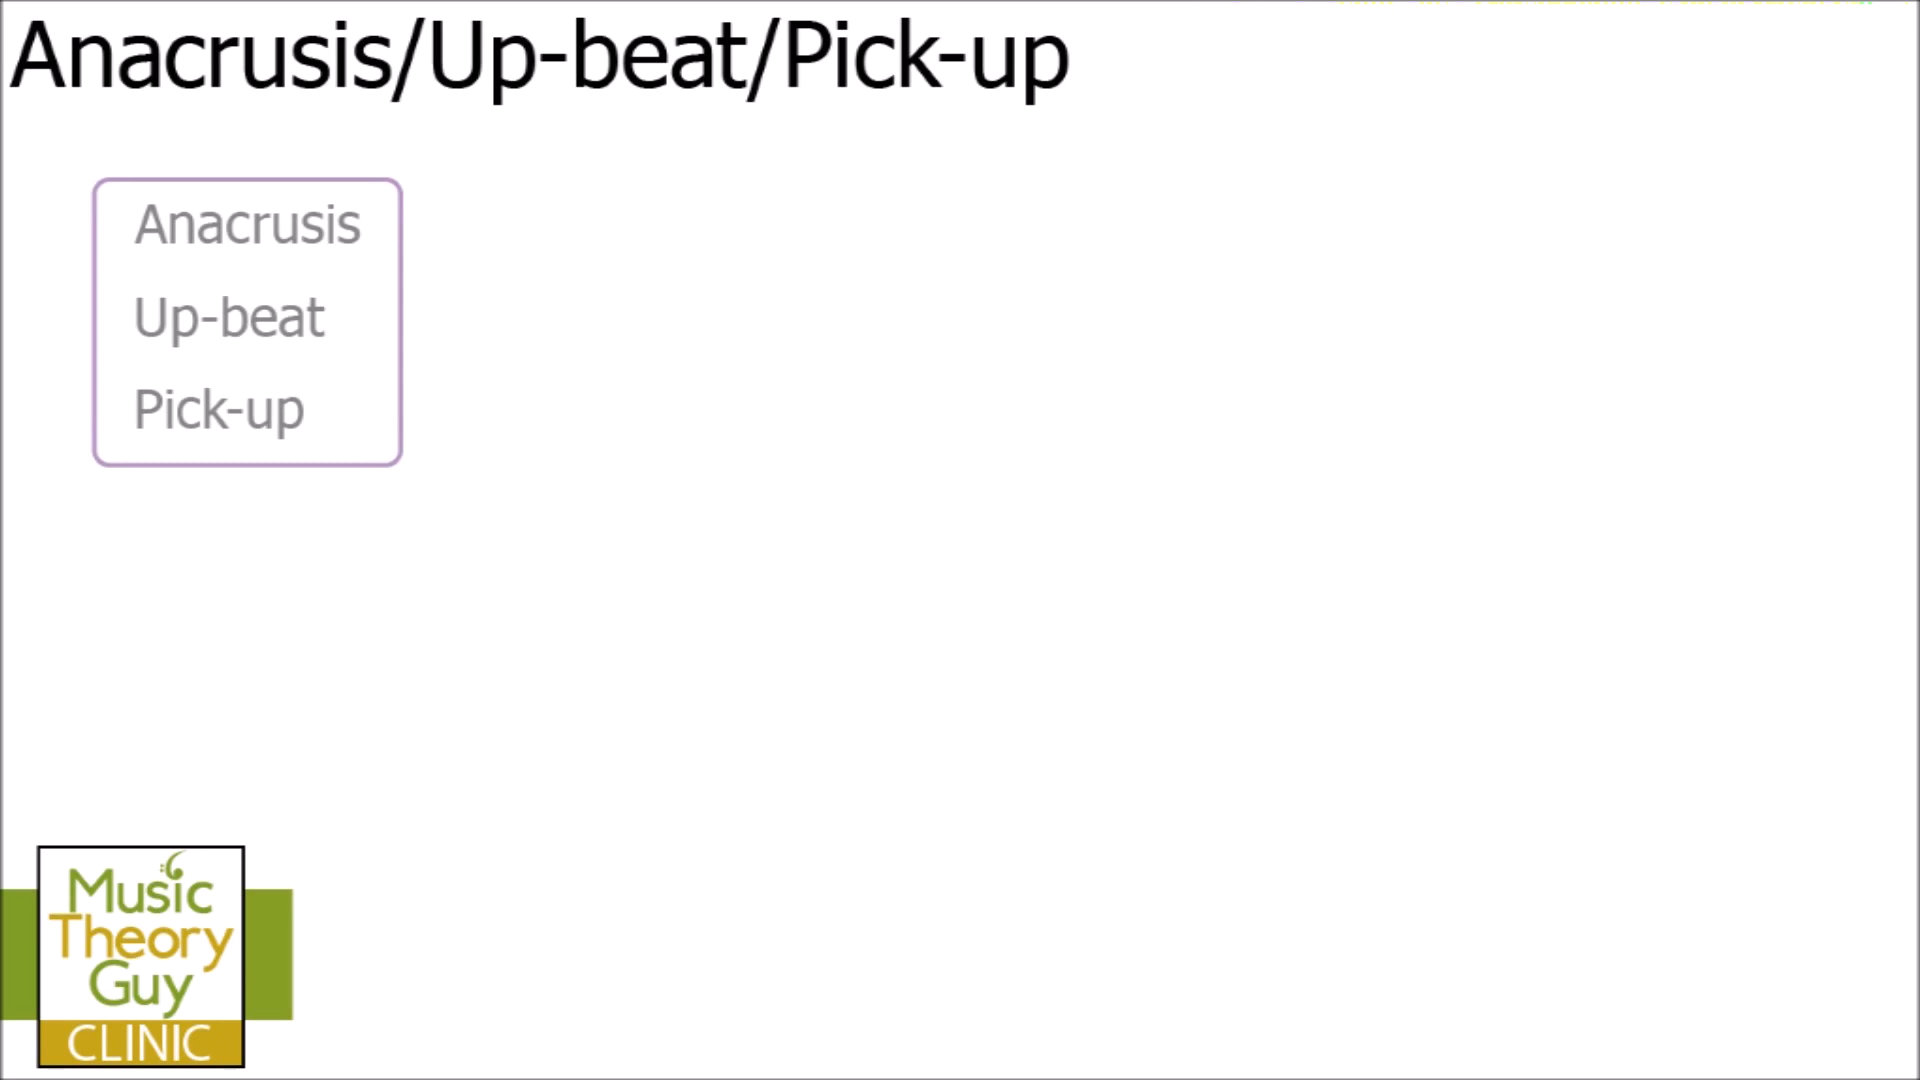 Anacrusis/Up-beat/Pick-up
Anacrusis
Up-beat
Pick-up
Music
Theory
Guy
CLINIC